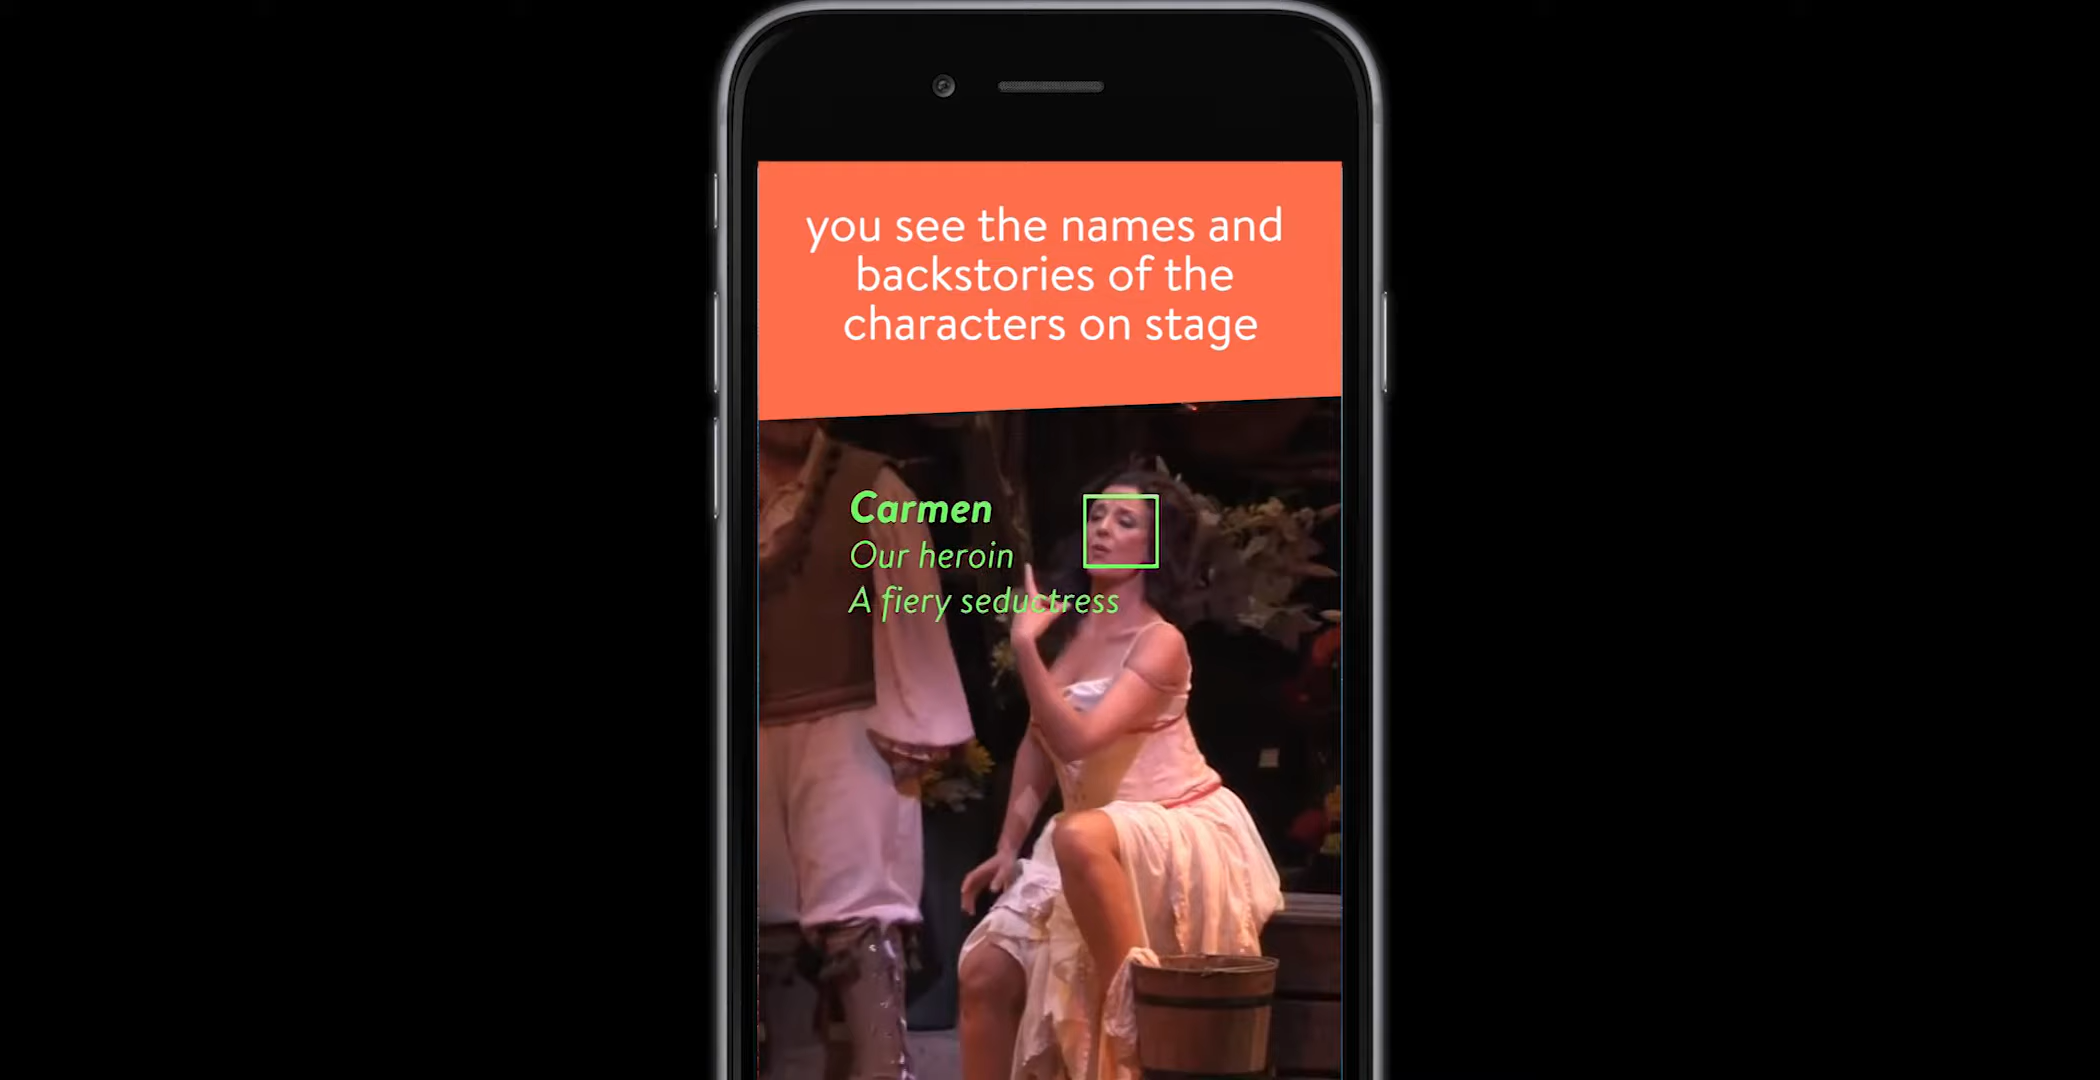 you see the names and
backstories of the
characters on stage
Carmen
Our heroin
A fiery seductress